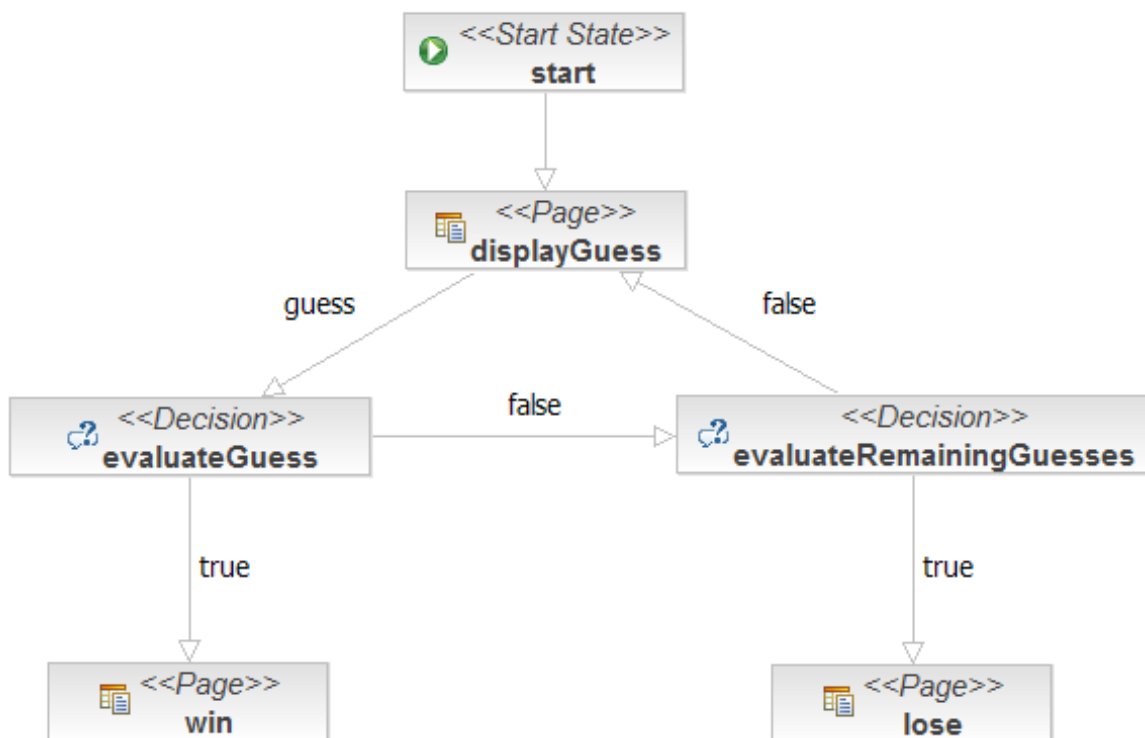 <<Start State>>
start
<<Page>>
displayGuess
guess
false
<<Decision>>
evaluateGuess
false
<<Decision>>
evaluateRemainingGuesses
true
true
<<Page>>
win
<<Page>>
lose